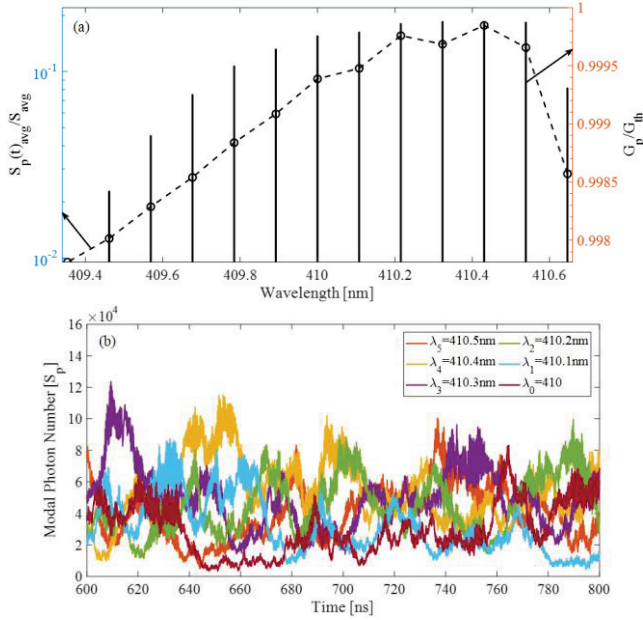 (a)
10^-1
10^-2
S_p(t)_avg/S_avg
1
0.9995
0.999
0.9985
0.998
G_p/G_th
409.4 409.6 409.8 410 410.2 410.4 410.6
Wavelength [nm]
×10^4
(b)
16
14
12
10
8
6
4
2
0
Modal Photon Number [S_p]
λ_5=410.5nm λ_2=410.2nm
λ_4=410.4nm λ_1=410.1nm
λ_3=410.3nm λ_0=410
600 620 640 660 680 700 720 740 760 780 800
Time [ns]